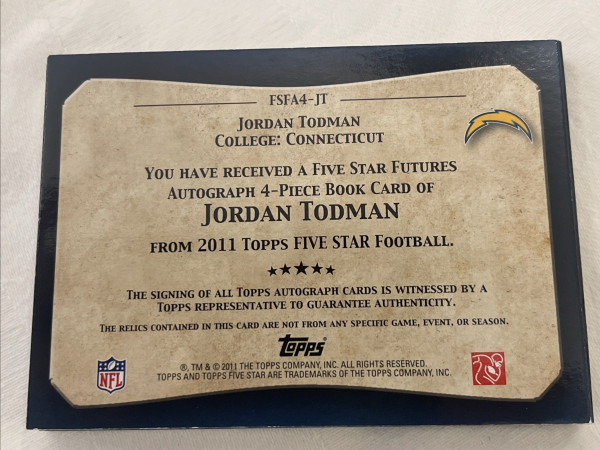 FSFA4-JT
JORDAN TODMAN
COLLEGE: CONNECTICUT
YOU HAVE RECEIVED A FIVE STAR FUTURES
AUTOGRAPH 4-PIECE BOOK CARD OF
JORDAN TODMAN
FROM 2011 TOPPS FIVE STAR FOOTBALL.
THE SIGNING OF ALL TOPPS AUTOGRAPH CARDS IS WITNESSED BY A
TOPPS REPRESENTATIVE TO GUARANTEE AUTHENTICITY.
THE RELICS CONTAINED IN THIS CARD ARE NOT FROM ANY SPECIFIC GAME, EVENT, OR SEASON.
Topps
NFL
®, TM & © 2011 THE TOPPS COMPANY, INC. ALL RIGHTS RESERVED.
TOPPS AND TOPPS FIVE STAR ARE TRADEMARKS OF THE TOPPS COMPANY, INC.